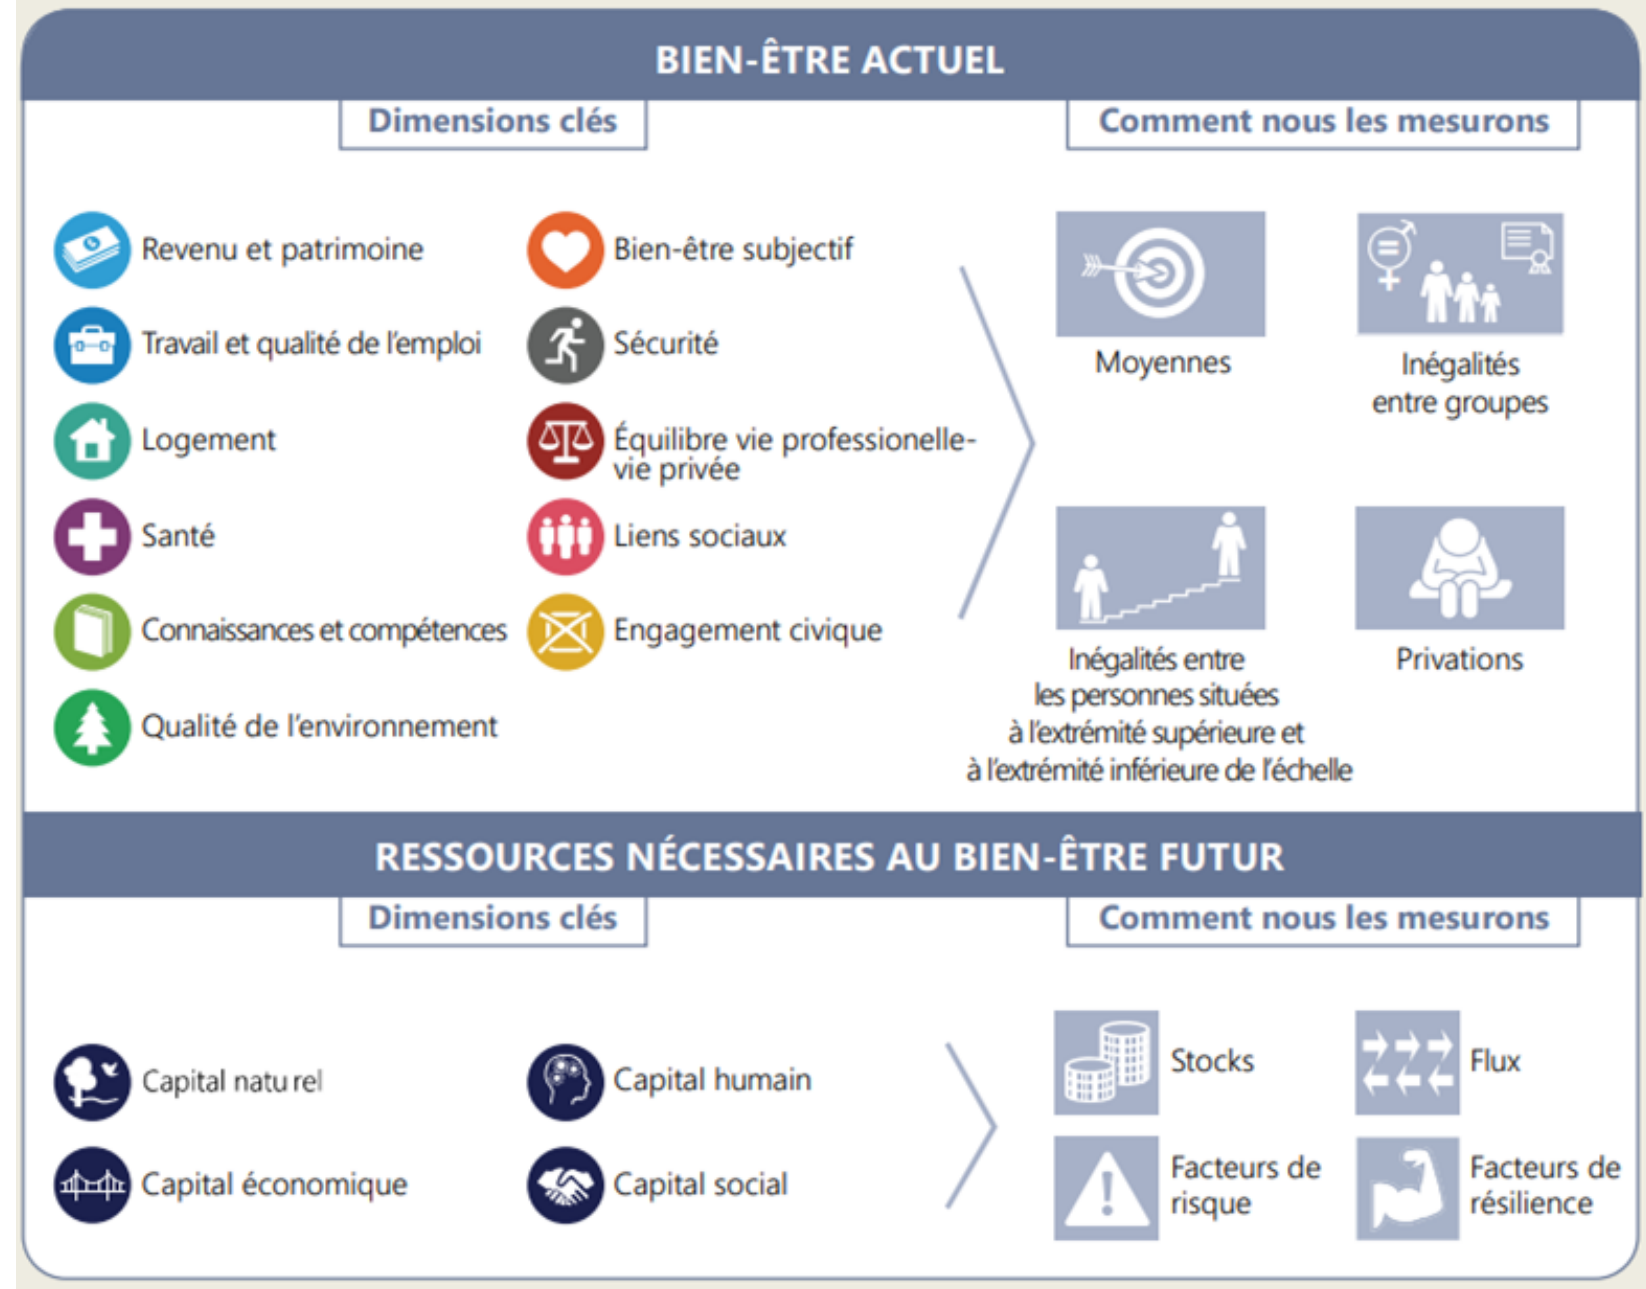 BIEN-ÊTRE ACTUEL
Dimensions clés
Comment nous les mesurons
Revenu et patrimoine
Travail et qualité de l'emploi
Logement
Santé
Connaissances et compétences
Qualité de l'environnement
Bien-être subjectif
Sécurité
Équilibre vie professionelle-
vie privée
Liens sociaux
Engagement civique
Moyennes
Inégalités
entre groupes
Inégalités entre
les personnes situées
à l'extrémité supérieure et
à l'extrémité inférieure de l'échelle
Privations
RESSOURCES NÉCESSAIRES AU BIEN-ÊTRE FUTUR
Dimensions clés
Comment nous les mesurons
Capital naturel
Capital économique
Capital humain
Capital social
Stocks
Flux
Facteurs de
risque
Facteurs de
résilience